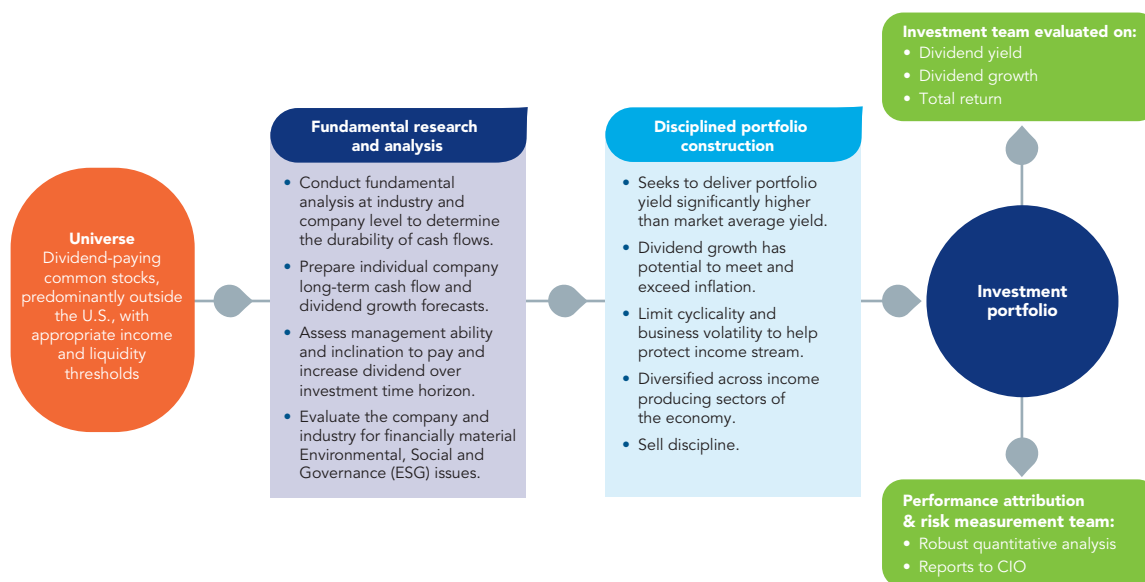 Universe
Dividend-paying
common stocks,
predominantly outside
the U.S., with
appropriate income
and liquidity
thresholds
Fundamental research
and analysis
• Conduct fundamental
analysis at industry and
company level to determine
the durability of cash flows.
• Prepare individual company
long-term cash flow and
dividend growth forecasts.
• Assess management ability
and inclination to pay and
increase dividend over
investment time horizon.
• Evaluate the company and
industry for financially material
Environmental, Social and
Governance (ESG) issues.
Disciplined portfolio
construction
• Seeks to deliver portfolio
yield significantly higher
than market average yield.
• Dividend growth has
potential to meet and
exceed inflation.
• Limit cyclicality and
business volatility to help
protect income stream.
• Diversified across income
producing sectors of
the economy.
• Sell discipline.
Investment team evaluated on:
• Dividend yield
• Dividend growth
• Total return
Investment
portfolio
Performance attribution
& risk measurement team:
• Robust quantitative analysis
• Reports to CIO